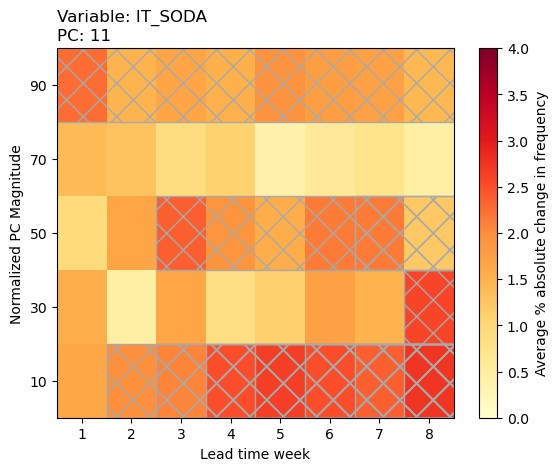 Variable: IT_SODA
PC: 11
Normalized PC Magnitude
90
70
50
30
10
1 2 3 4 5 6 7 8
Lead time week
4.0
3.5
3.0
2.5
2.0
1.5
1.0
0.5
0.0
Average % absolute change in frequency